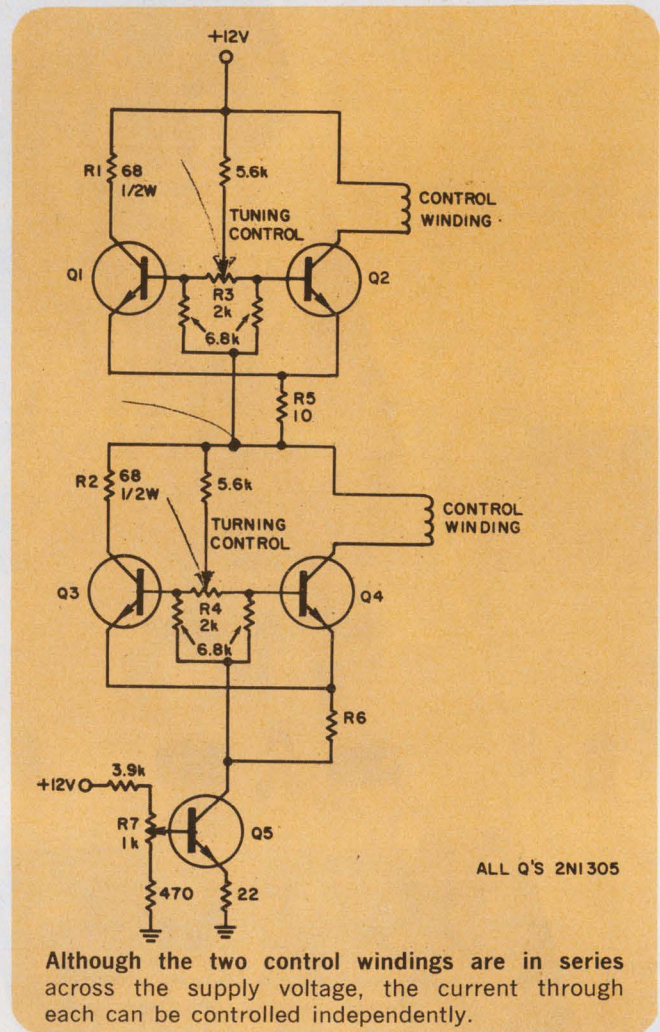 +12V
R1 68
1/2W
5.6k
TUNING
CONTROL
CONTROL
WINDING
Q1
R3
2k
Q2
6.8k
R5
10
R2 68
1/2W
5.6k
TURNING
CONTROL
CONTROL
WINDING
Q3
R4
2k
Q4
6.8k
R6
3.9k
+12V
R7
1k
Q5
470
22
ALL Q'S 2N1305
Although the two control windings are in series
across the supply voltage, the current through
each can be controlled independently.